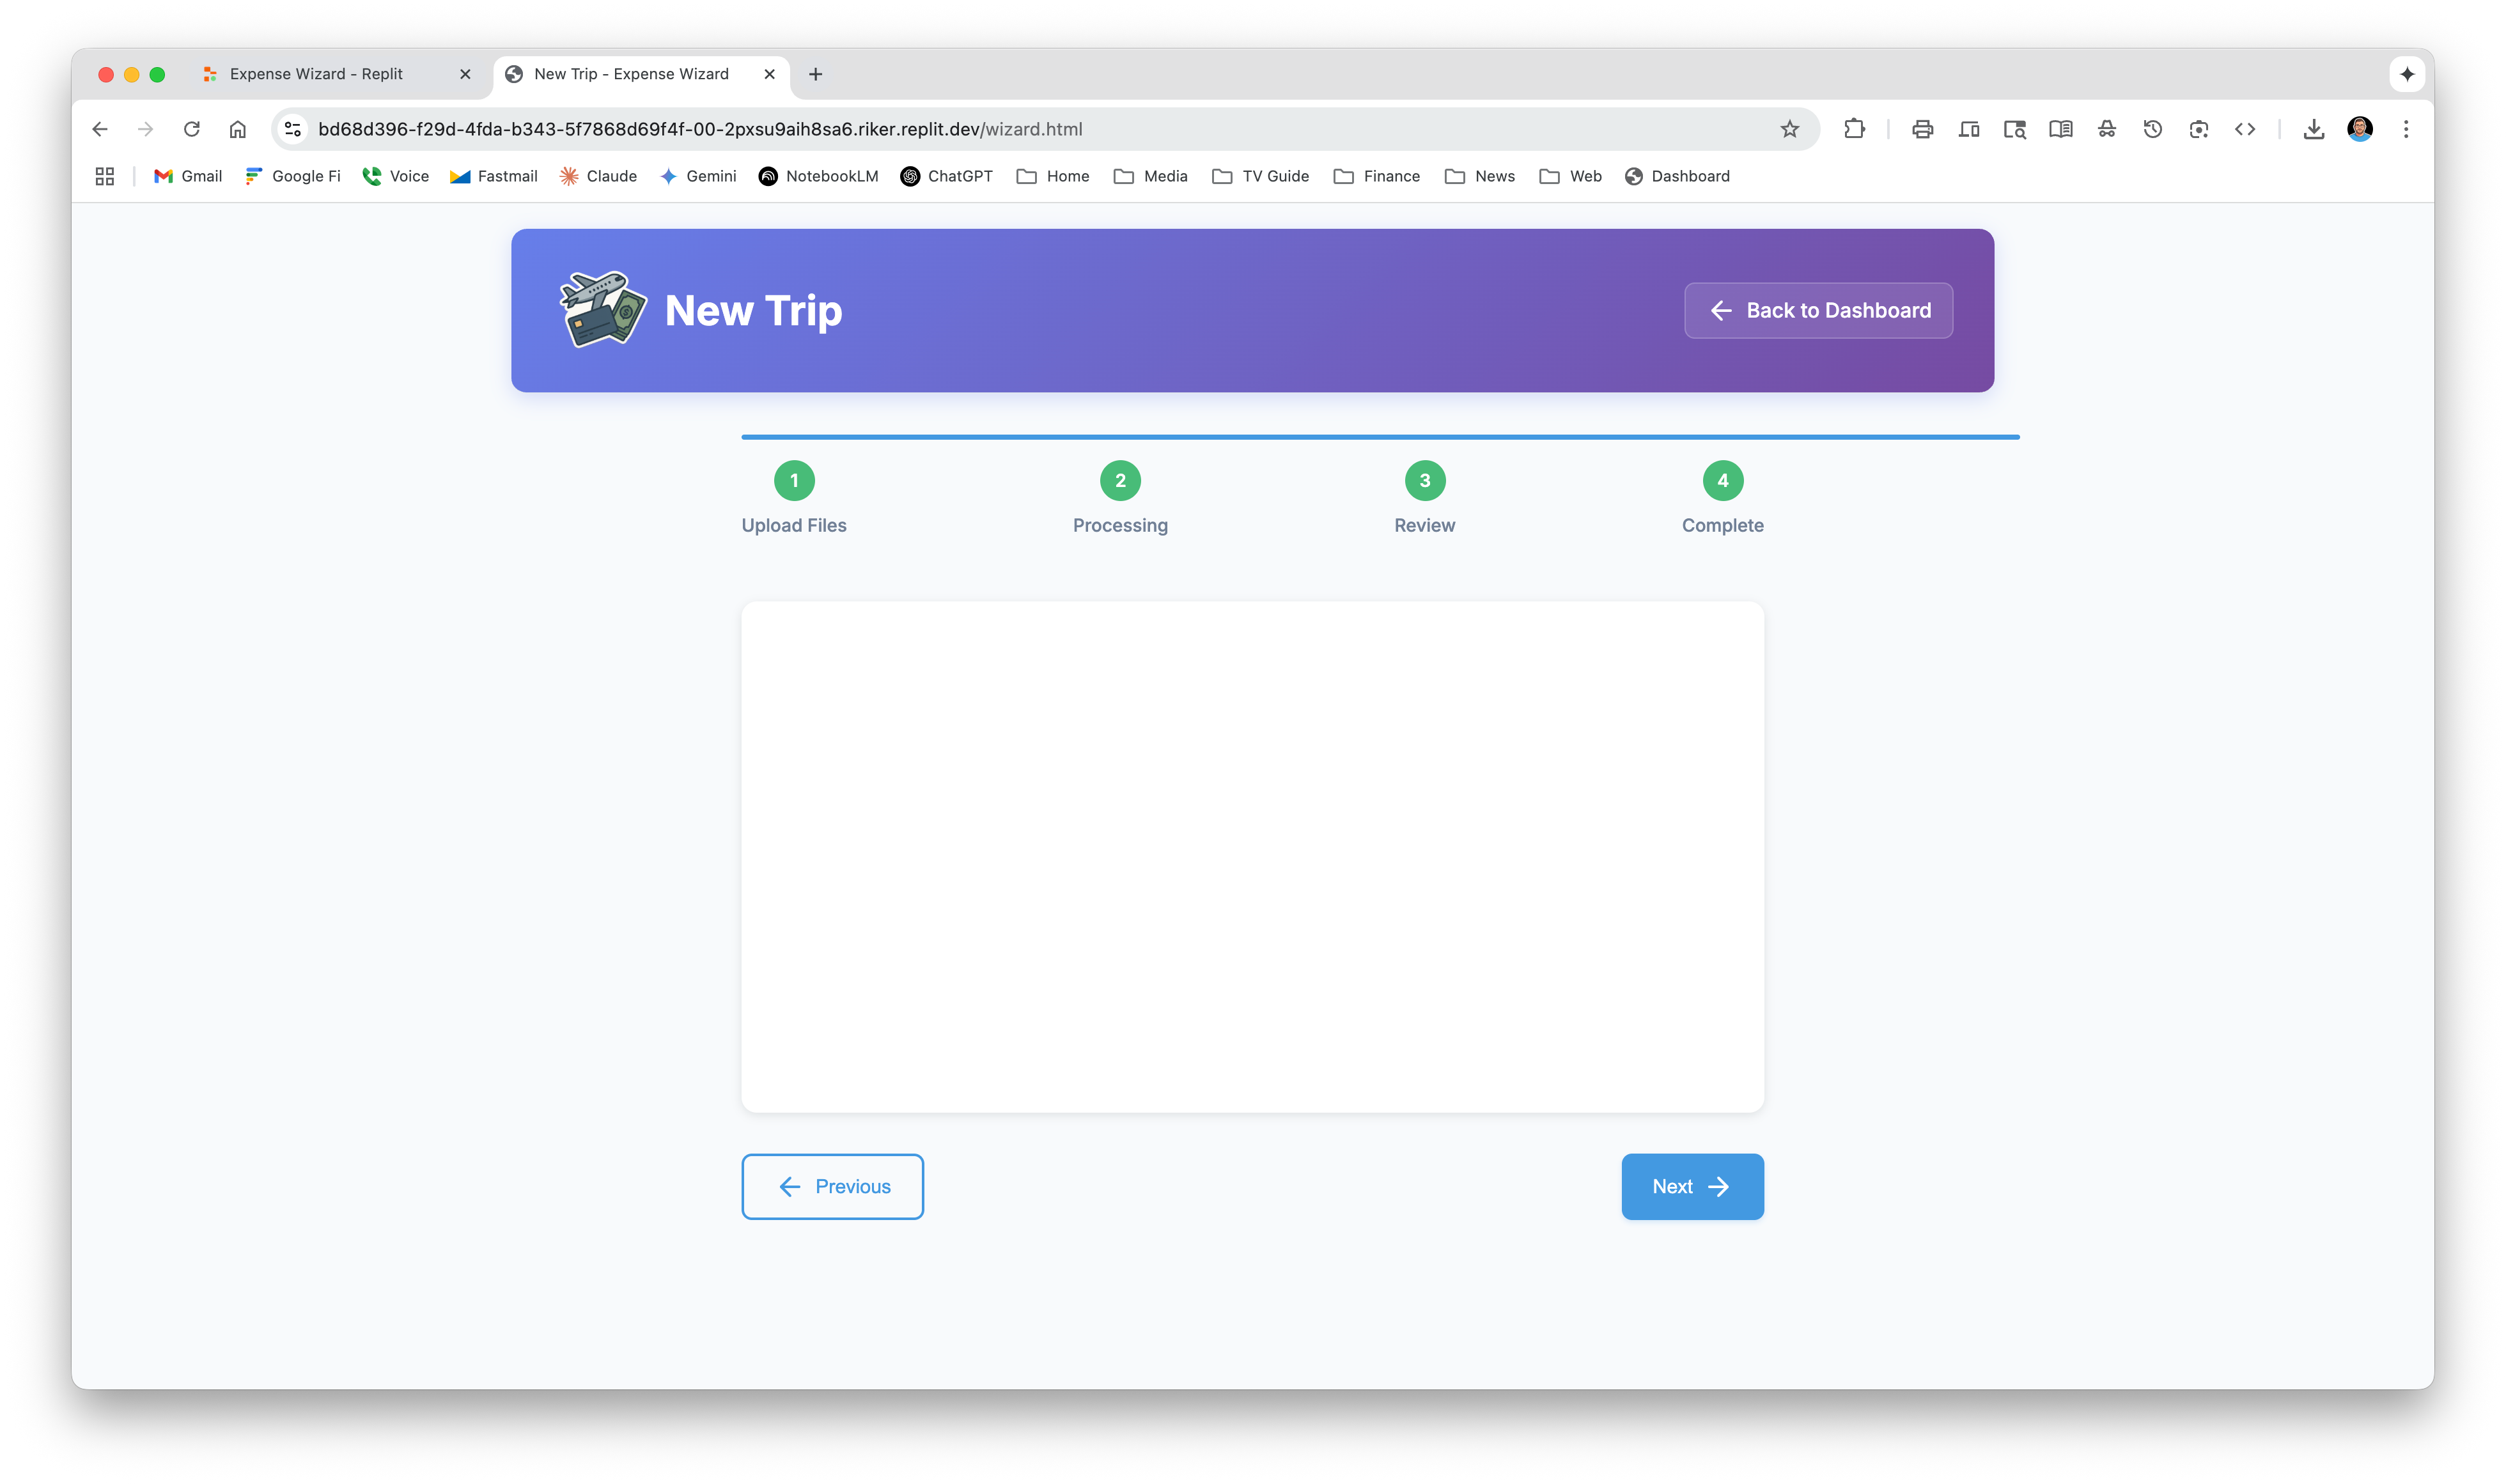 Expense Wizard - Replit
New Trip - Expense Wizard
bd68d396-f29d-4fda-b343-5f7868d69f4f-00-2pxsu9aih8sa6.riker.replit.dev/wizard.html
Gmail
Google Fi
Voice
Fastmail
Claude
Gemini
NotebookLM
ChatGPT
Home
Media
TV Guide
Finance
News
Web
Dashboard
New Trip
Back to Dashboard
1
2
3
4
Upload Files
Processing
Review
Complete
Previous
Next